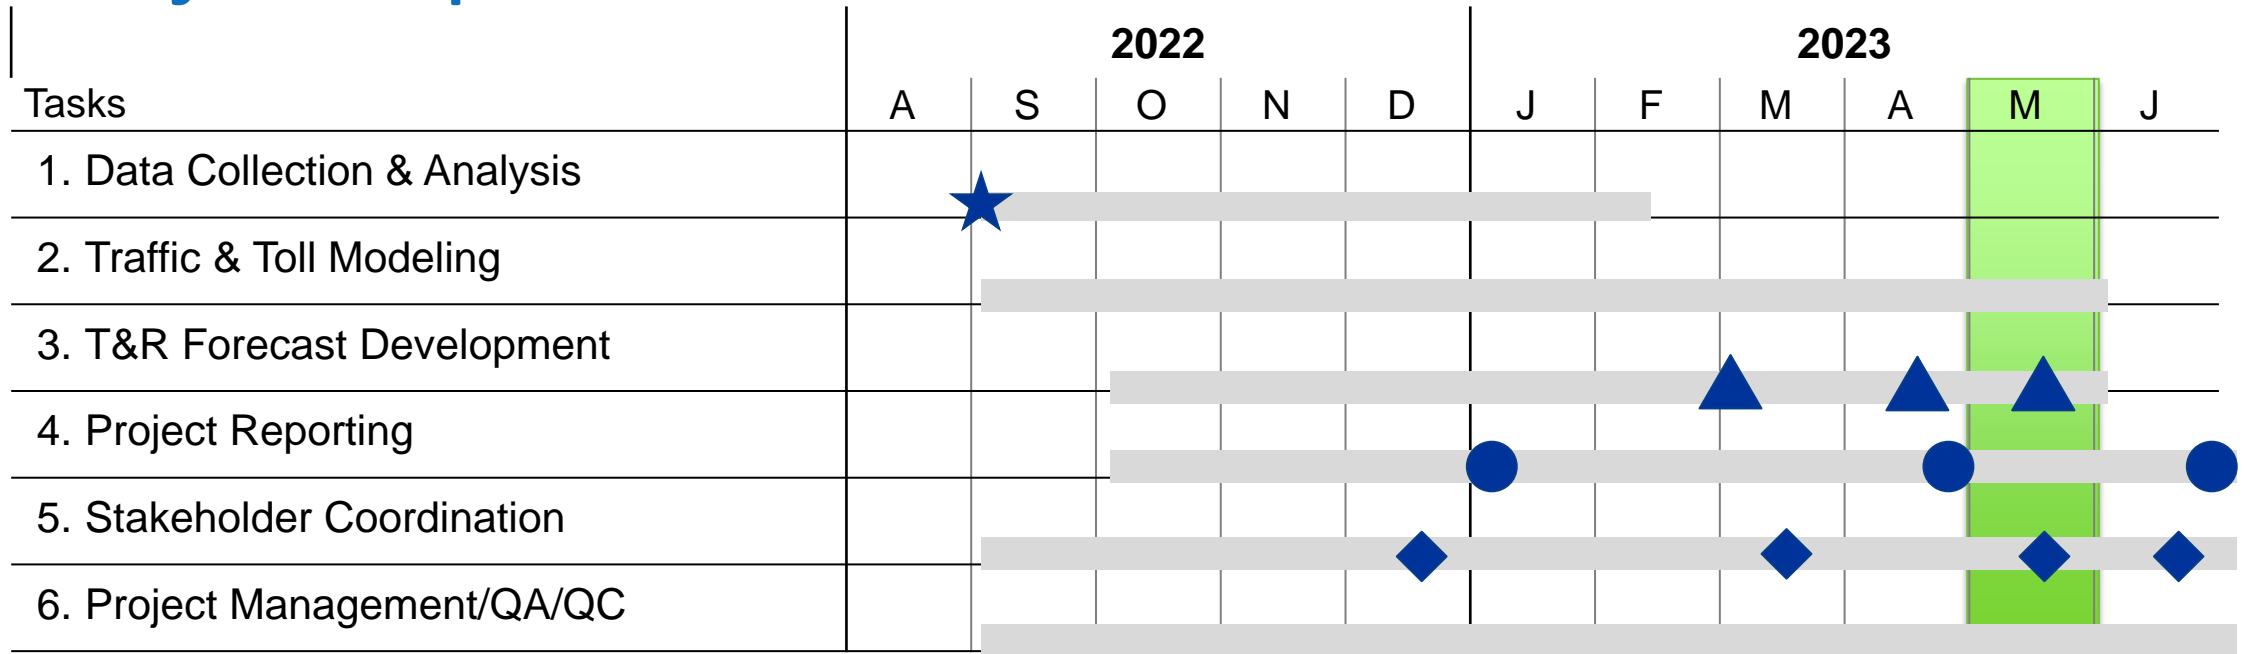 2022 2023
Tasks A S O N D J F M A M J
1. Data Collection & Analysis
2. Traffic & Toll Modeling
3. T&R Forecast Development
4. Project Reporting
5. Stakeholder Coordination
6. Project Management/QA/QC